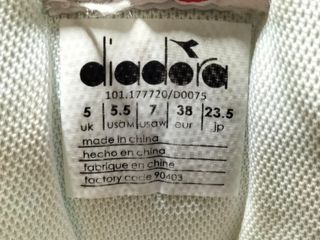 diadora
101.177720/D0075
5 5.5 7 38 23.5
uk usaM usaW eur jp
made in china
hecho en china
fabrique en chine
factory code 90403